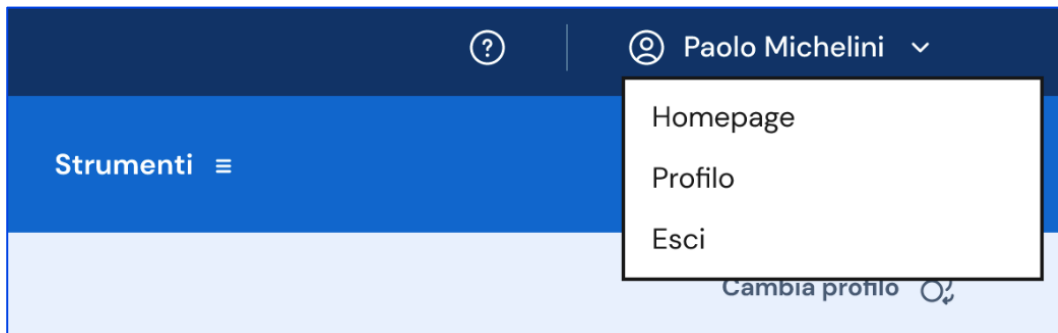 Paolo Michelini
Homepage
Strumenti
Profilo
Esci
Cambia profilo